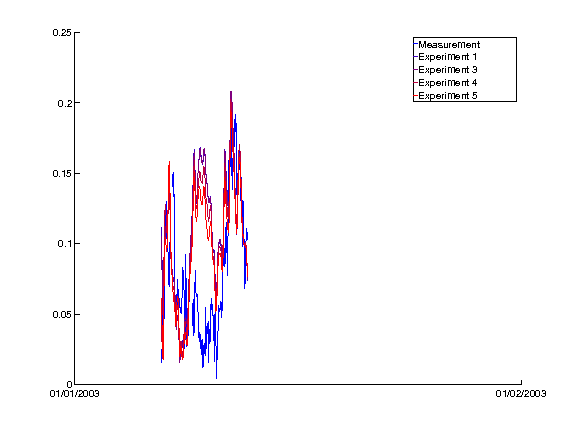 0.25
0.2
0.15
0.1
0.05
0
01/01/2003
01/02/2003
Measurement
Experiment 1
Experiment 3
Experiment 4
Experiment 5